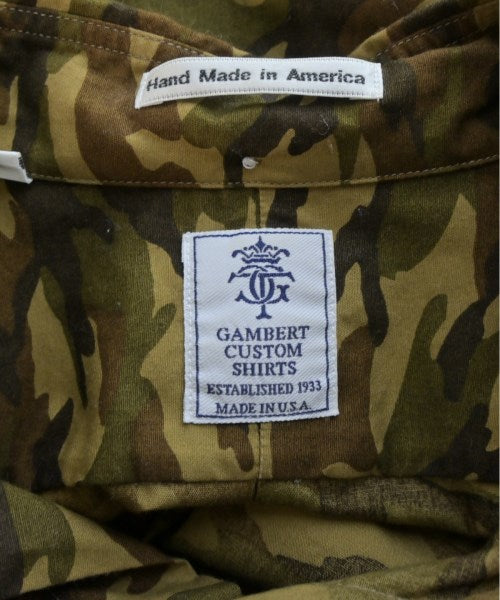 Hand Made in America
GAMBERT
CUSTOM
SHIRTS
ESTABLISHED 1933
MADE IN U.S.A.